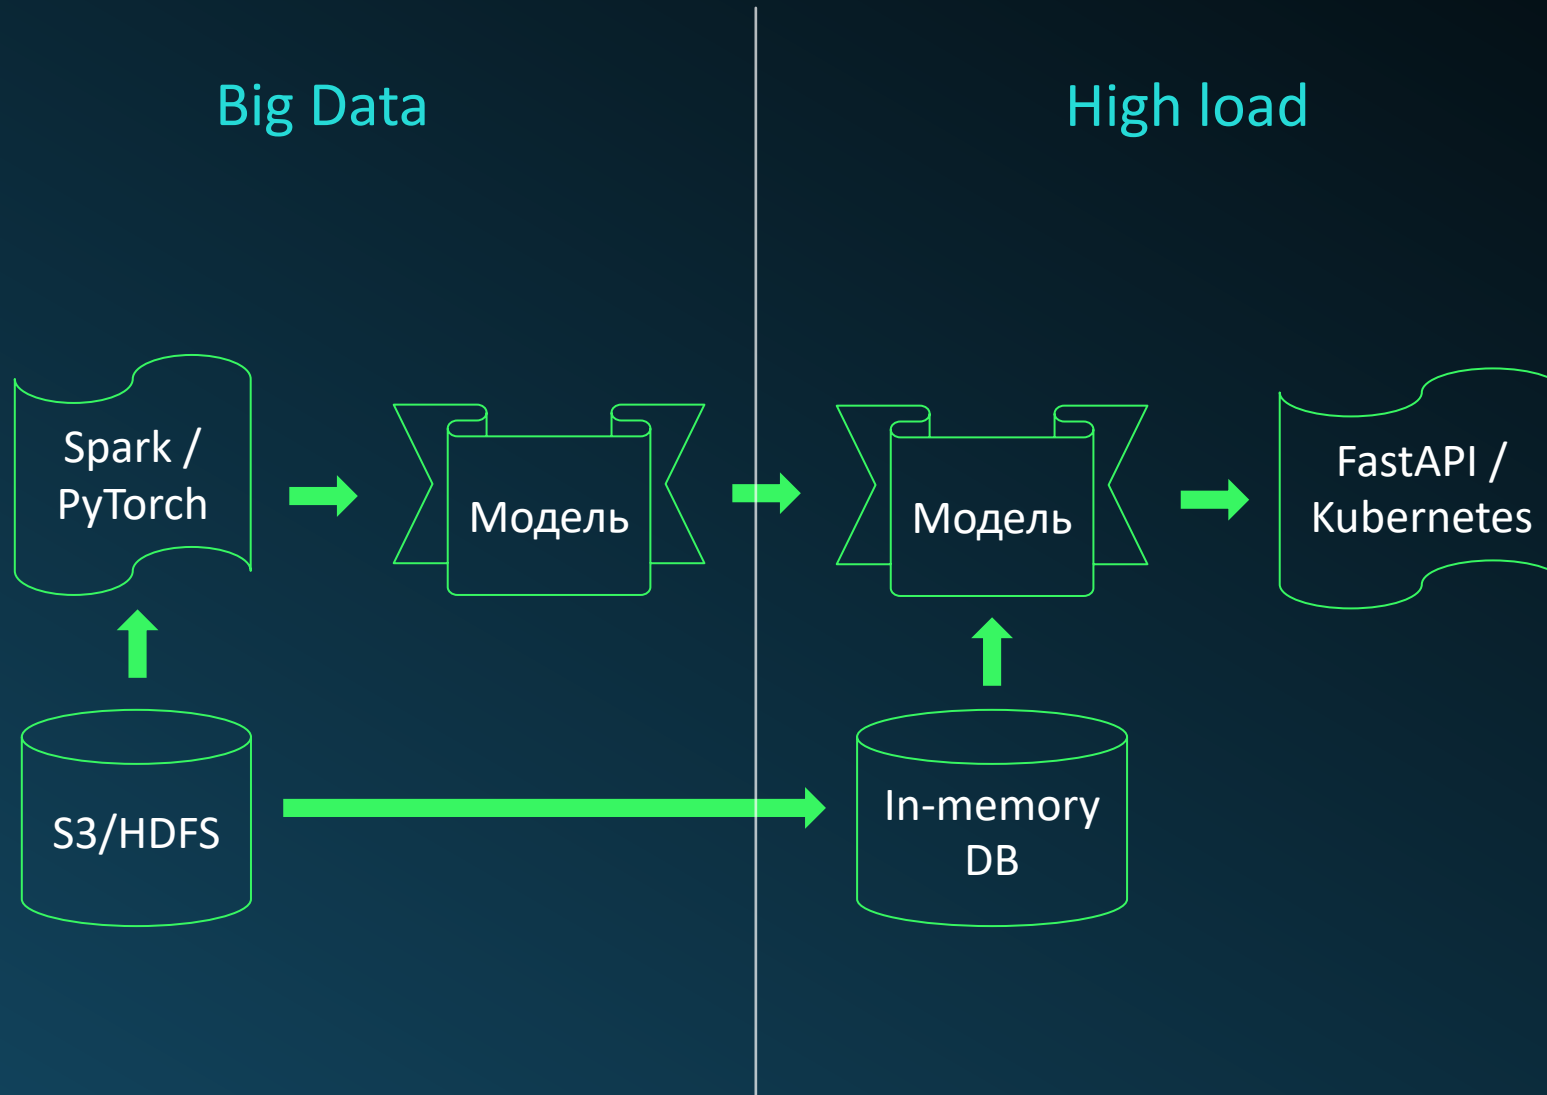 Big Data
High load
Spark /
PyTorch
Модель
Модель
FastAPI /
Kubernetes
S3/HDFS
In-memory
DB